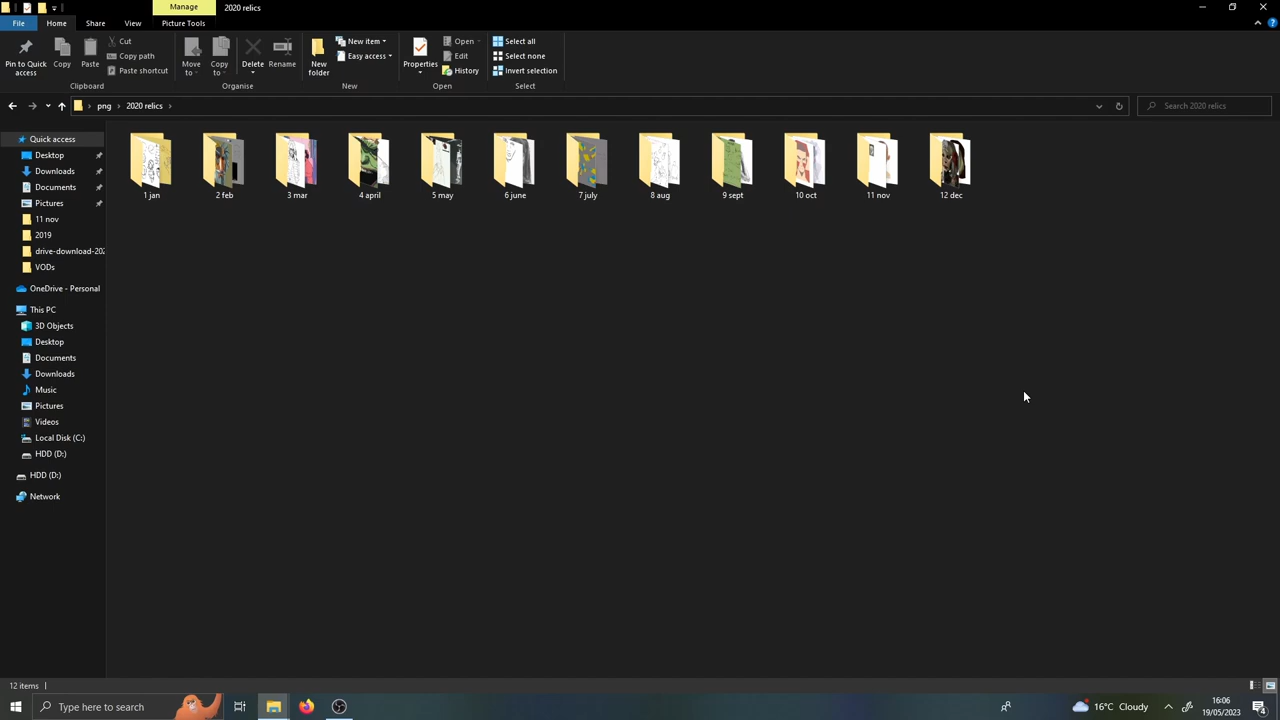 Manage
2020 relics
File
Home
Share
View
Picture Tools
Pin to Quick access
Copy
Paste
Cut
Copy path
Paste shortcut
Clipboard
Move to
Copy to
Delete
Rename
Organise
New folder
New item
Easy access
New
Properties
Open
Edit
History
Open
Select all
Select none
Invert selection
Select
png
2020 relics
Search 2020 relics
Quick access
Desktop
Downloads
Documents
Pictures
11 nov
2019
drive-download-202
VODs
OneDrive - Personal
This PC
3D Objects
Desktop
Documents
Downloads
Music
Pictures
Videos
Local Disk (C:)
HDD (D:)
HDD (D:)
Network
1 jan
2 feb
3 mar
4 april
5 may
6 june
7 july
8 aug
9 sept
10 oct
11 nov
12 dec
12 items
Type here to search
16°C Cloudy
16:06
19/05/2023
4